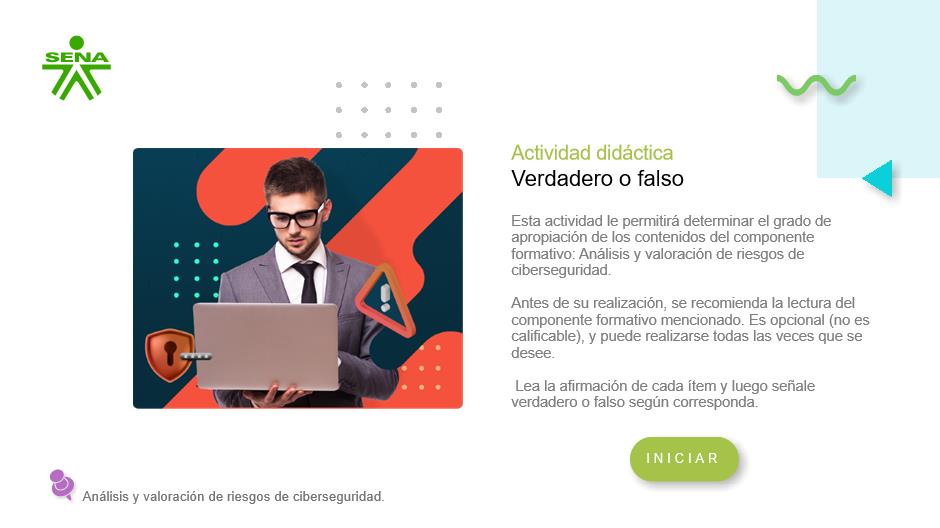 SENA
Actividad didáctica
Verdadero o falso
Esta actividad le permitirá determinar el grado de
apropiación de los contenidos del componente
formativo: Análisis y valoración de riesgos de
ciberseguridad.
Antes de su realización, se recomienda la lectura del
componente formativo mencionado. Es opcional (no es
calificable), y puede realizarse todas las veces que se
desee.
Lea la afirmación de cada ítem y luego señale
verdadero o falso según corresponda.
INICIAR
Análisis y valoración de riesgos de ciberseguridad.